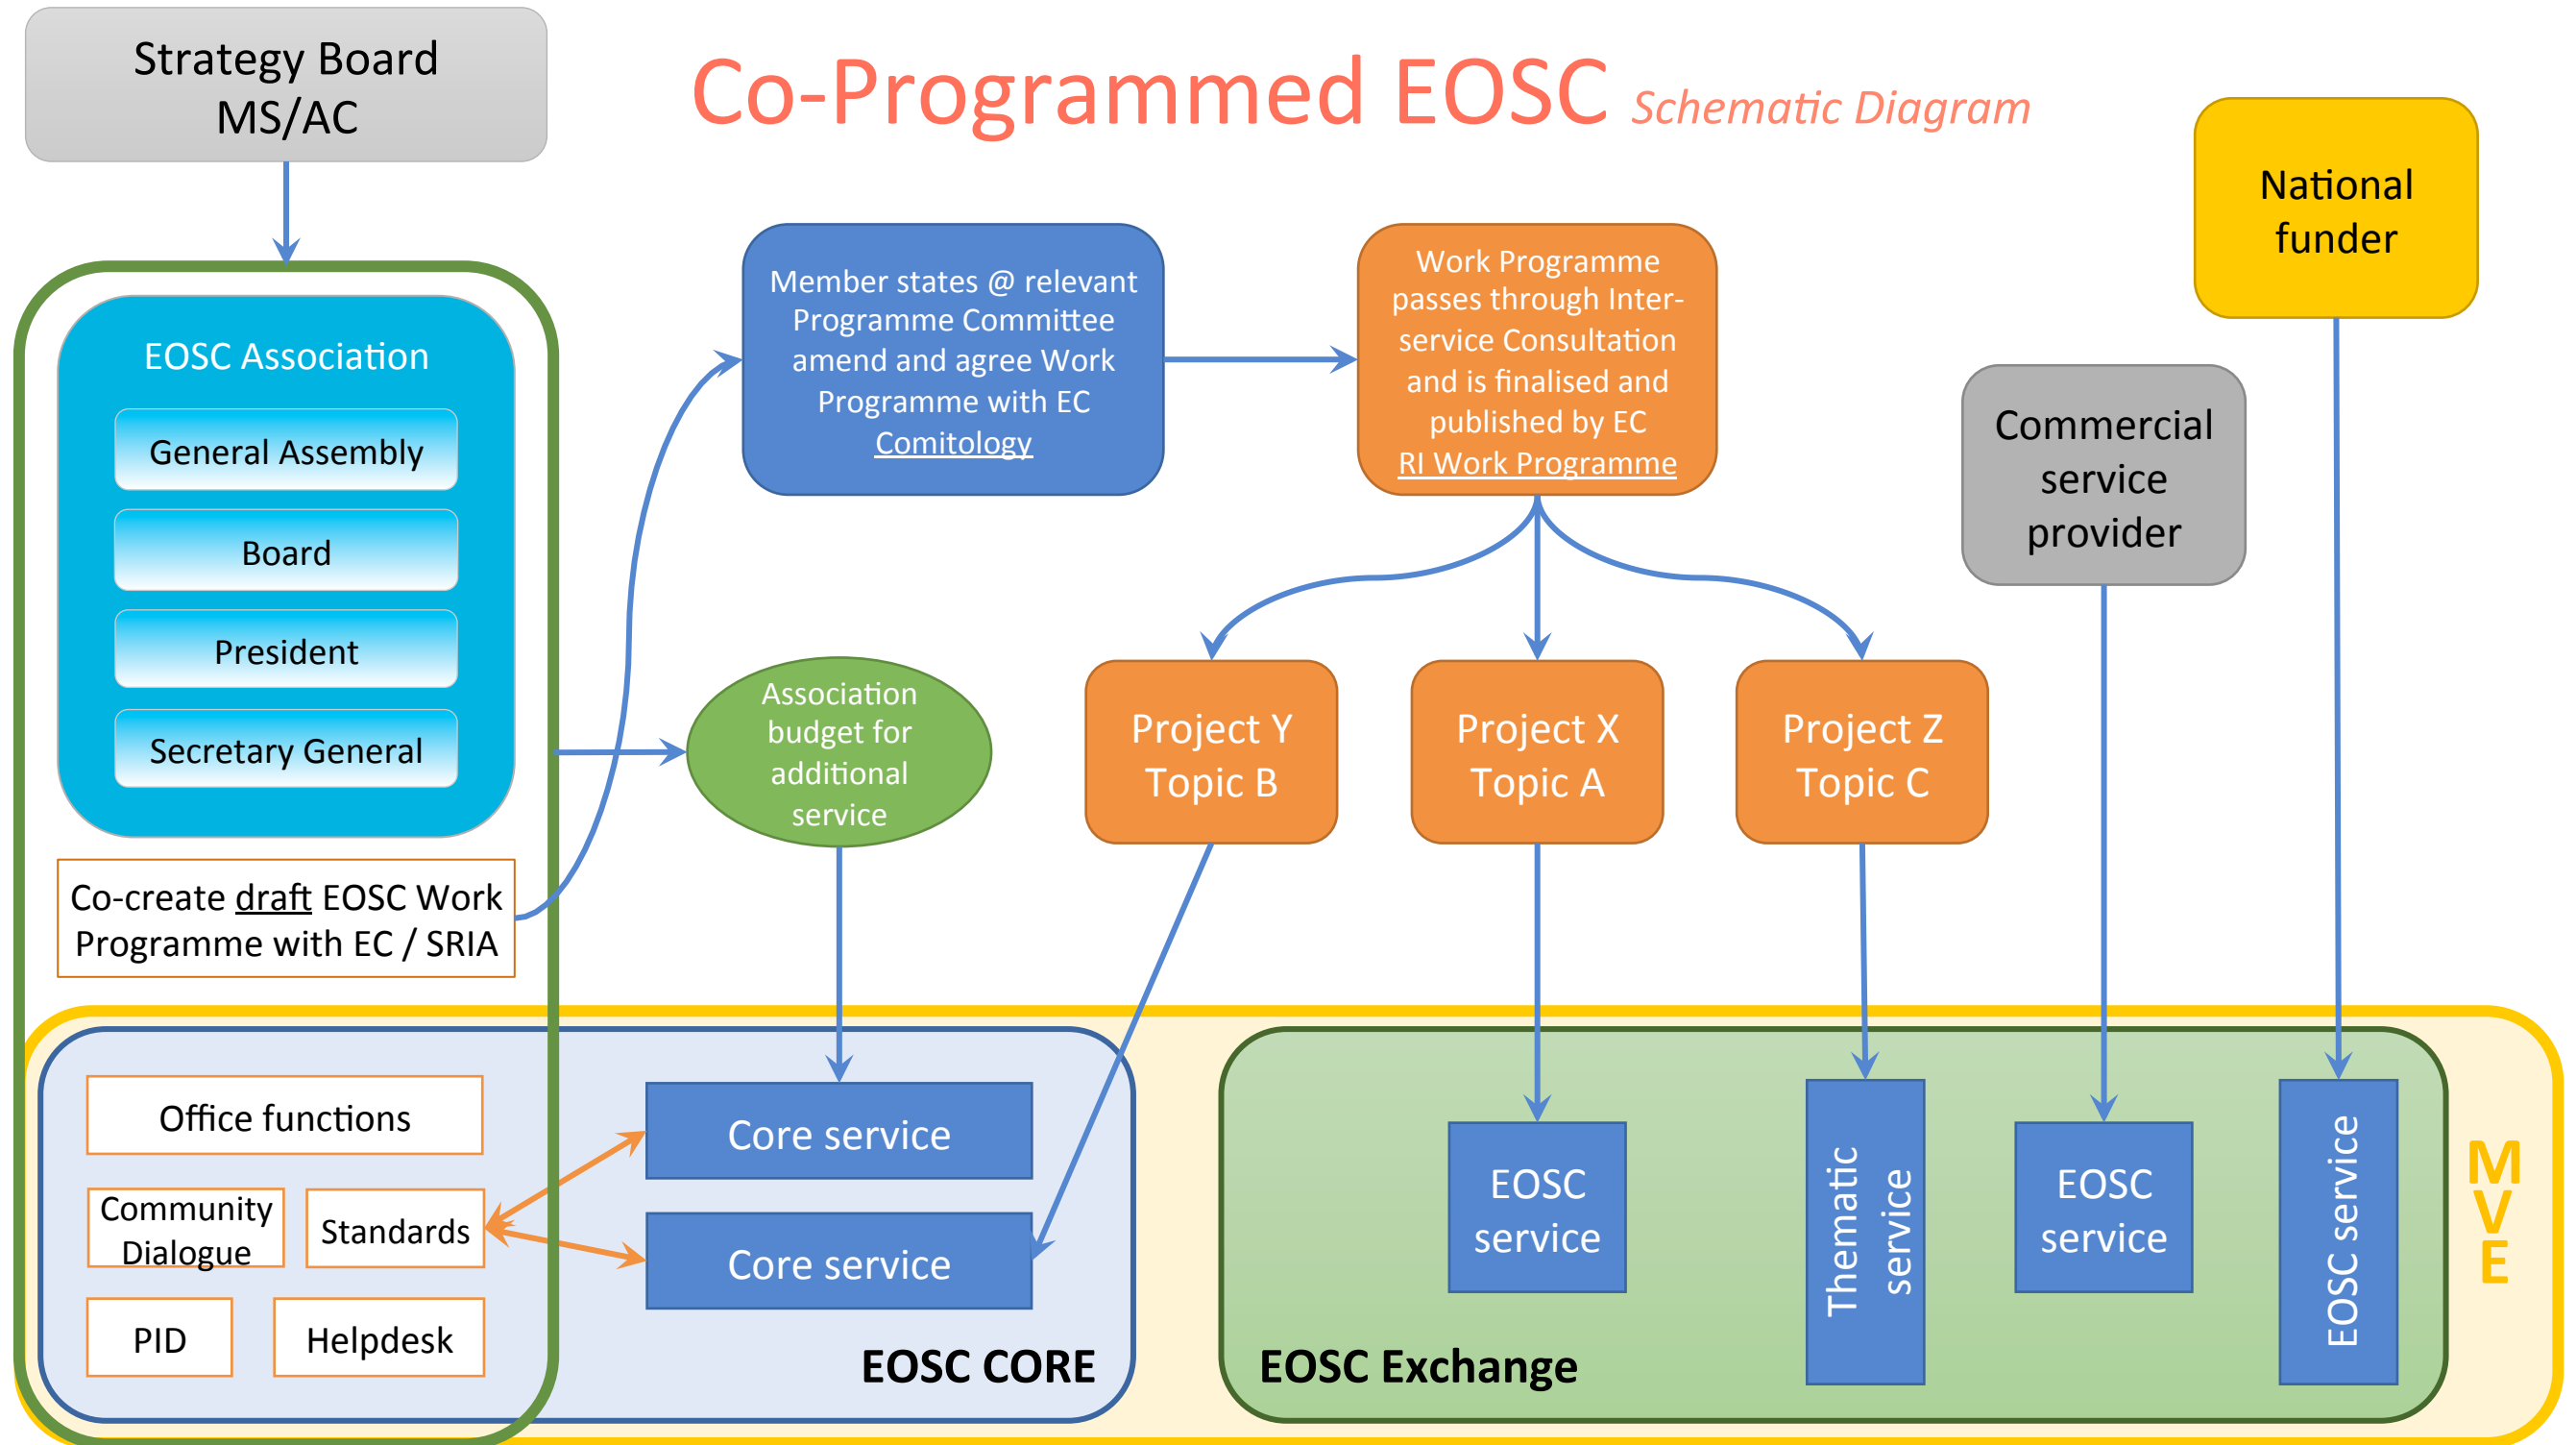 Strategy Board
MS/AC
Co-Programmed EOSC Schematic Diagram
National
funder
EOSC Association
General Assembly
Board
President
Secretary General
Co-create draft EOSC Work
Programme with EC / SRIA
Member states @ relevant
Programme Committee
amend and agree Work
Programme with EC
Comitology
Work Programme
passes through Inter-
service Consultation
and is finalised and
published by EC
RI Work Programme
Commercial
service
provider
Association
budget for
additional
service
Project Y
Topic B
Project X
Topic A
Project Z
Topic C
Office functions
Community
Dialogue
Standards
PID
Helpdesk
Core service
Core service
EOSC CORE
EOSC Exchange
EOSC
service
Thematic
service
EOSC
service
EOSC service
M
V
E